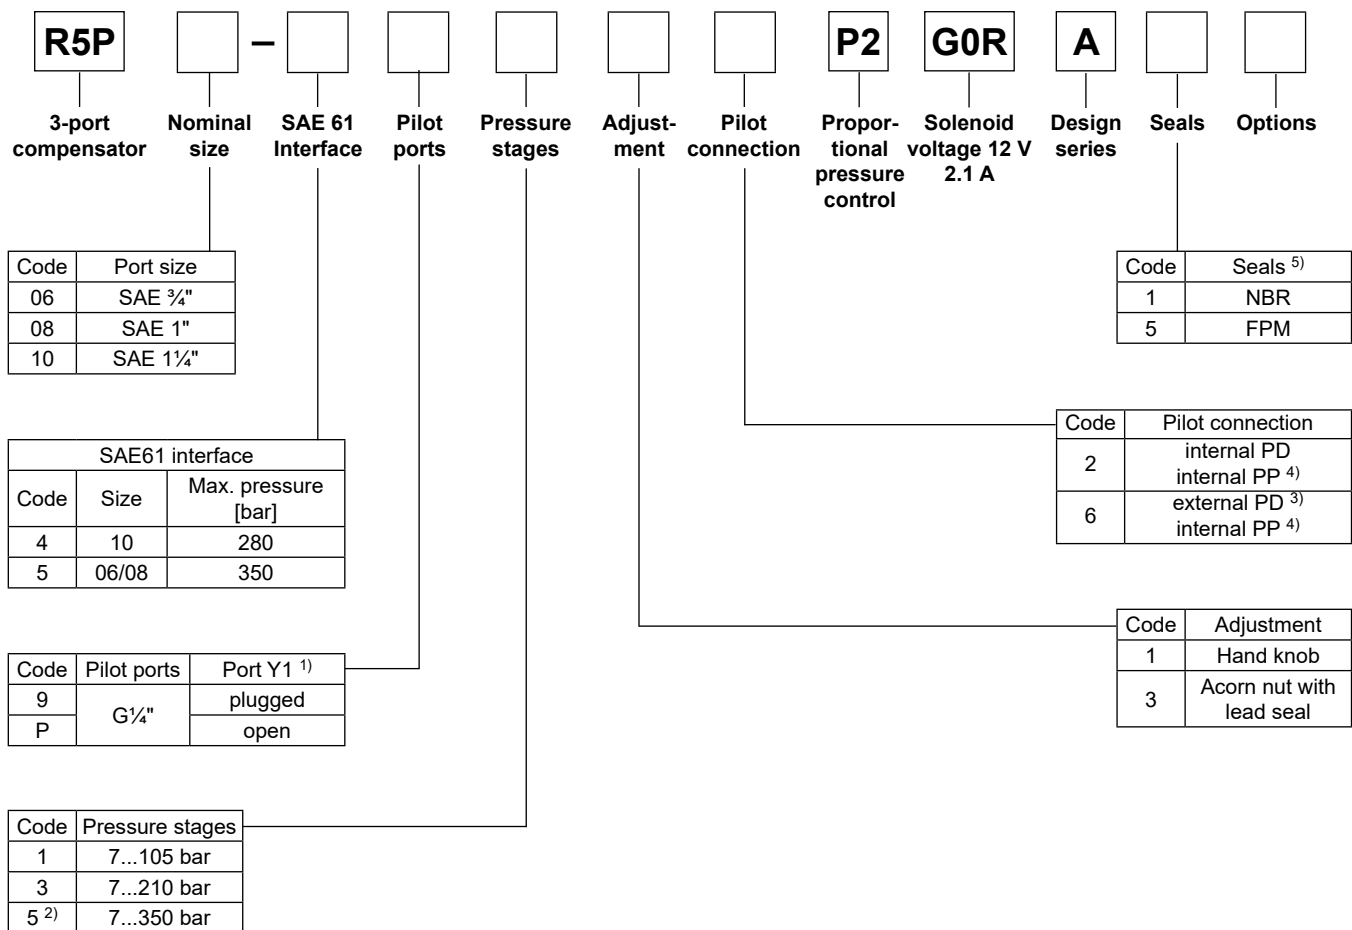 R5P – P2 G0R A
3-port compensator
Nominal size
SAE 61 Interface
Pilot ports
Pressure stages
Adjust- ment
Pilot connection
Propor- tional pressure control
Solenoid voltage 12 V 2.1 A
Design series
Seals
Options
Code Port size
06 SAE ¾"
08 SAE 1"
10 SAE 1¼"
Code Seals 5)
1 NBR
5 FPM
SAE61 interface
Code Size Max. pressure [bar]
4 10 280
5 06/08 350
Code Pilot connection
2 internal PD
internal PP 4)
6 external PD 3)
internal PP 4)
Code Pilot ports Port Y1 1)
9 G¼" plugged
P open
Code Adjustment
1 Hand knob
3 Acorn nut with
lead seal
Code Pressure stages
1 7...105 bar
3 7...210 bar
5 2) 7...350 bar